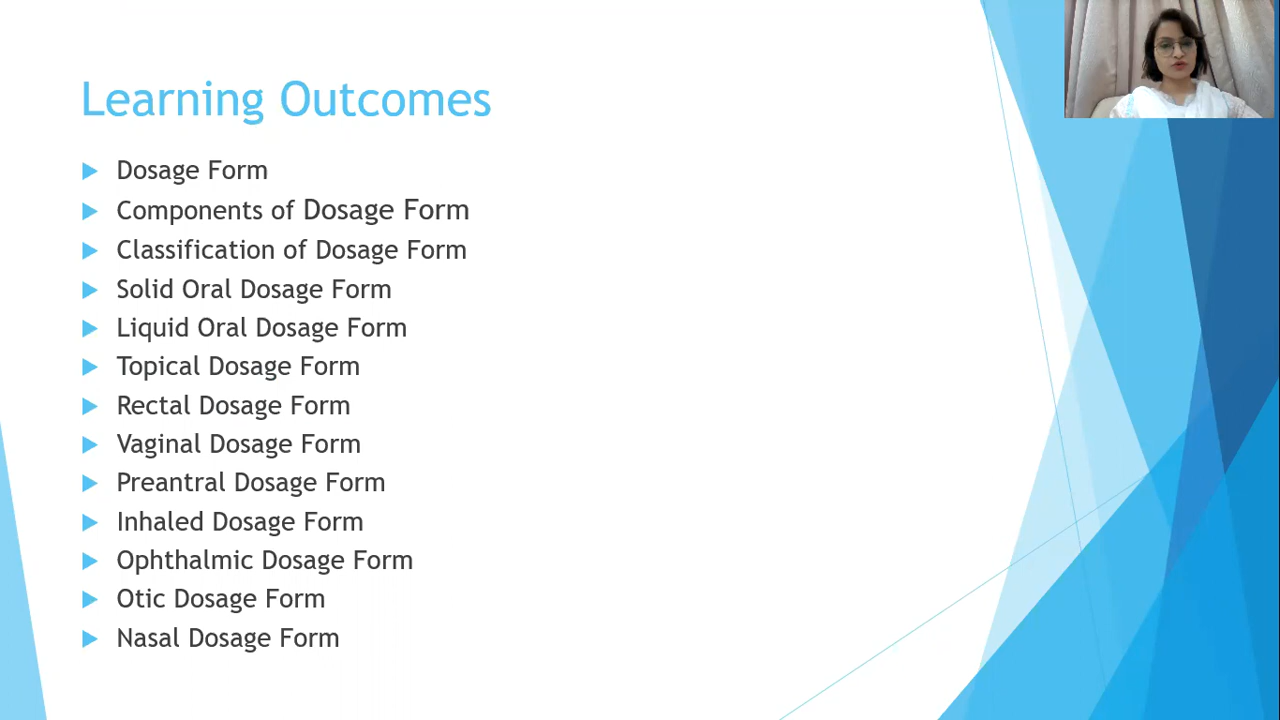 Learning Outcomes
Dosage Form
Components of Dosage Form
Classification of Dosage Form
Solid Oral Dosage Form
Liquid Oral Dosage Form
Topical Dosage Form
Rectal Dosage Form
Vaginal Dosage Form
Preantral Dosage Form
Inhaled Dosage Form
Ophthalmic Dosage Form
Otic Dosage Form
Nasal Dosage Form